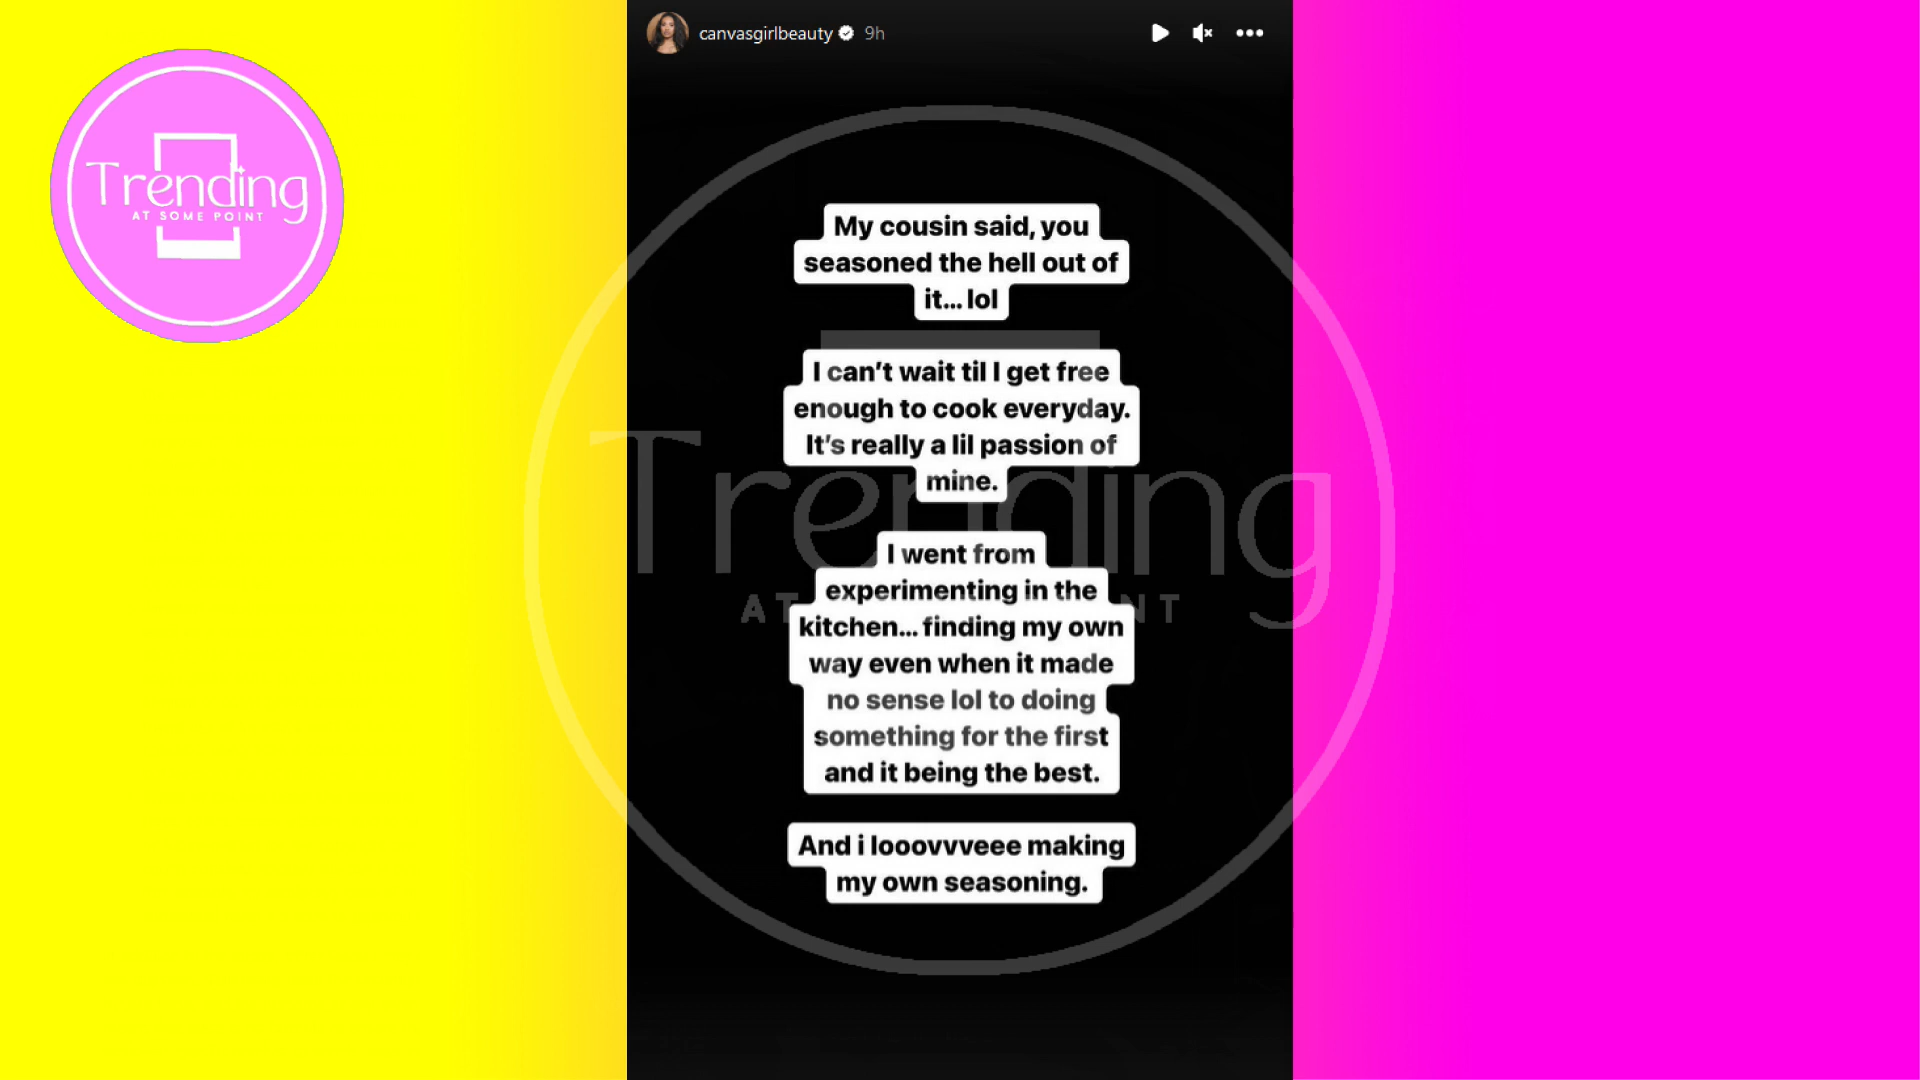 canvasgirlbeauty 9h
Trending
AT SOME POINT
My cousin said, you
seasoned the hell out of
it... lol
I can't wait til I get free
enough to cook everyday.
It's really a lil passion of
mine.
I went from
experimenting in the
kitchen... finding my own
way even when it made
no sense lol to doing
something for the first
and it being the best.
And i looovvveee making
my own seasoning.
Trending
AT NT